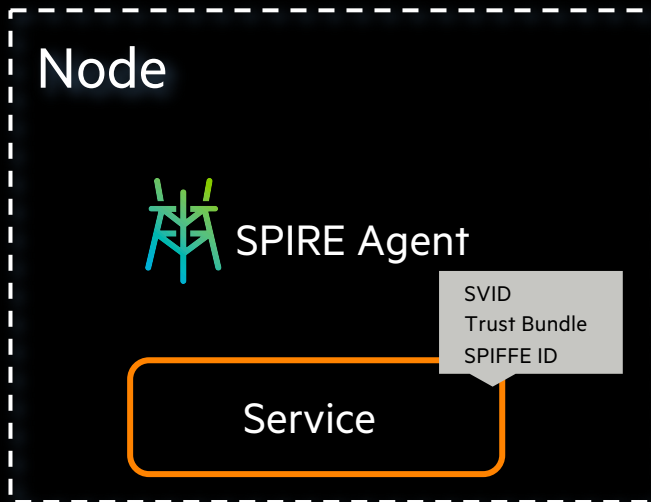 Node
SPIRE Agent
SVID
Trust Bundle
SPIFFE ID
Service